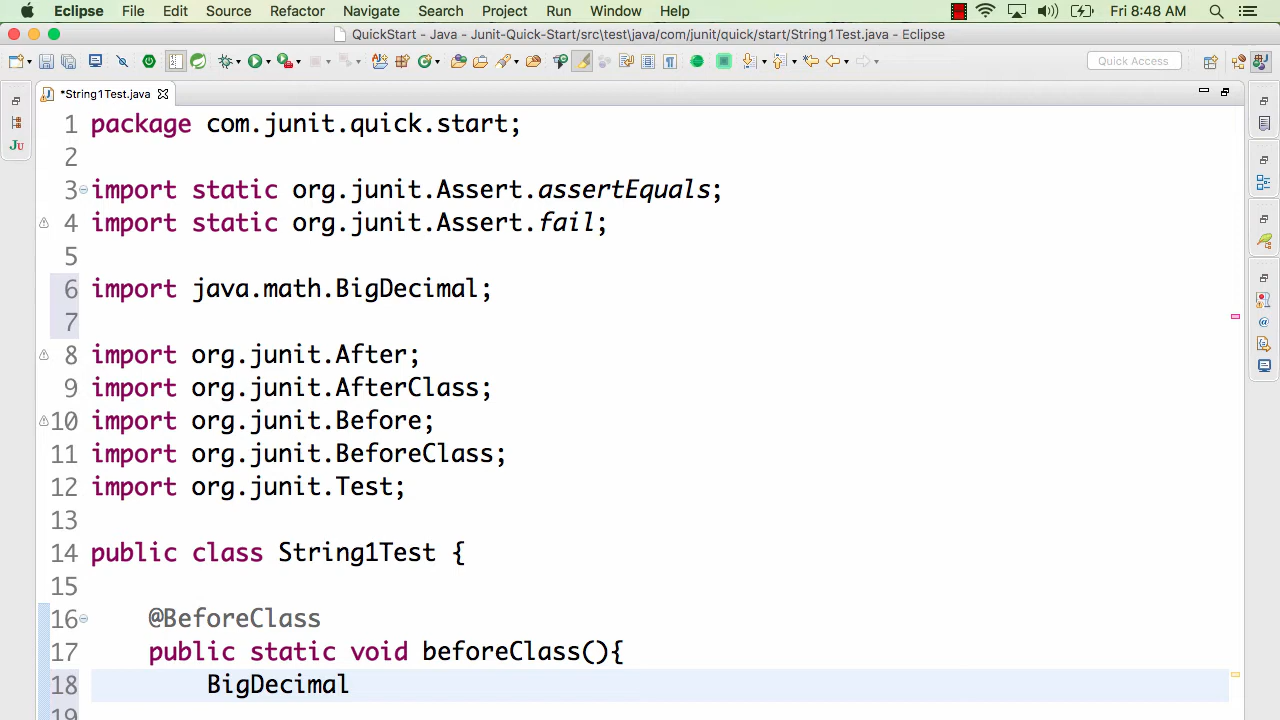 Eclipse File Edit Source Refactor Navigate Search Project Run Window Help Fri 8:48 AM
QuickStart - Java - Junit-Quick-Start/src/test/java/com/junit/quick/start/String1Test.java - Eclipse
Quick Access
*String1Test.java
1 package com.junit.quick.start;
2
3 import static org.junit.Assert.assertEquals;
4 import static org.junit.Assert.fail;
5
6 import java.math.BigDecimal;
7
8 import org.junit.After;
9 import org.junit.AfterClass;
10 import org.junit.Before;
11 import org.junit.BeforeClass;
12 import org.junit.Test;
13
14 public class String1Test {
15
16 @BeforeClass
17 public static void beforeClass(){
18 BigDecimal
19